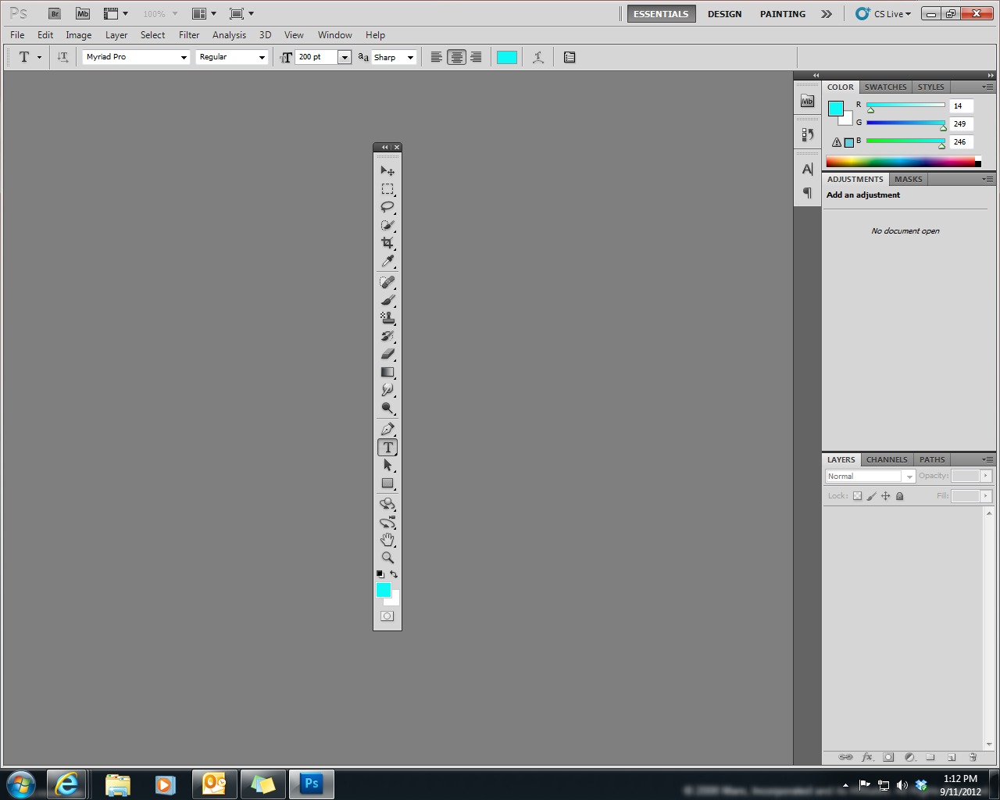 Ps Br Mb 100% ESSENTIALS DESIGN PAINTING CS Live
File Edit Image Layer Select Filter Analysis 3D View Window Help
T T Myriad Pro Regular T 200 pt aa Sharp
COLOR SWATCHES STYLES
Mb
R 14
G 249
B 246
A
ADJUSTMENTS MASKS
Add an adjustment
No document open
T
LAYERS CHANNELS PATHS
Normal Opacity:
Lock: Fill:
fx
Ps
1:12 PM
9/11/2012